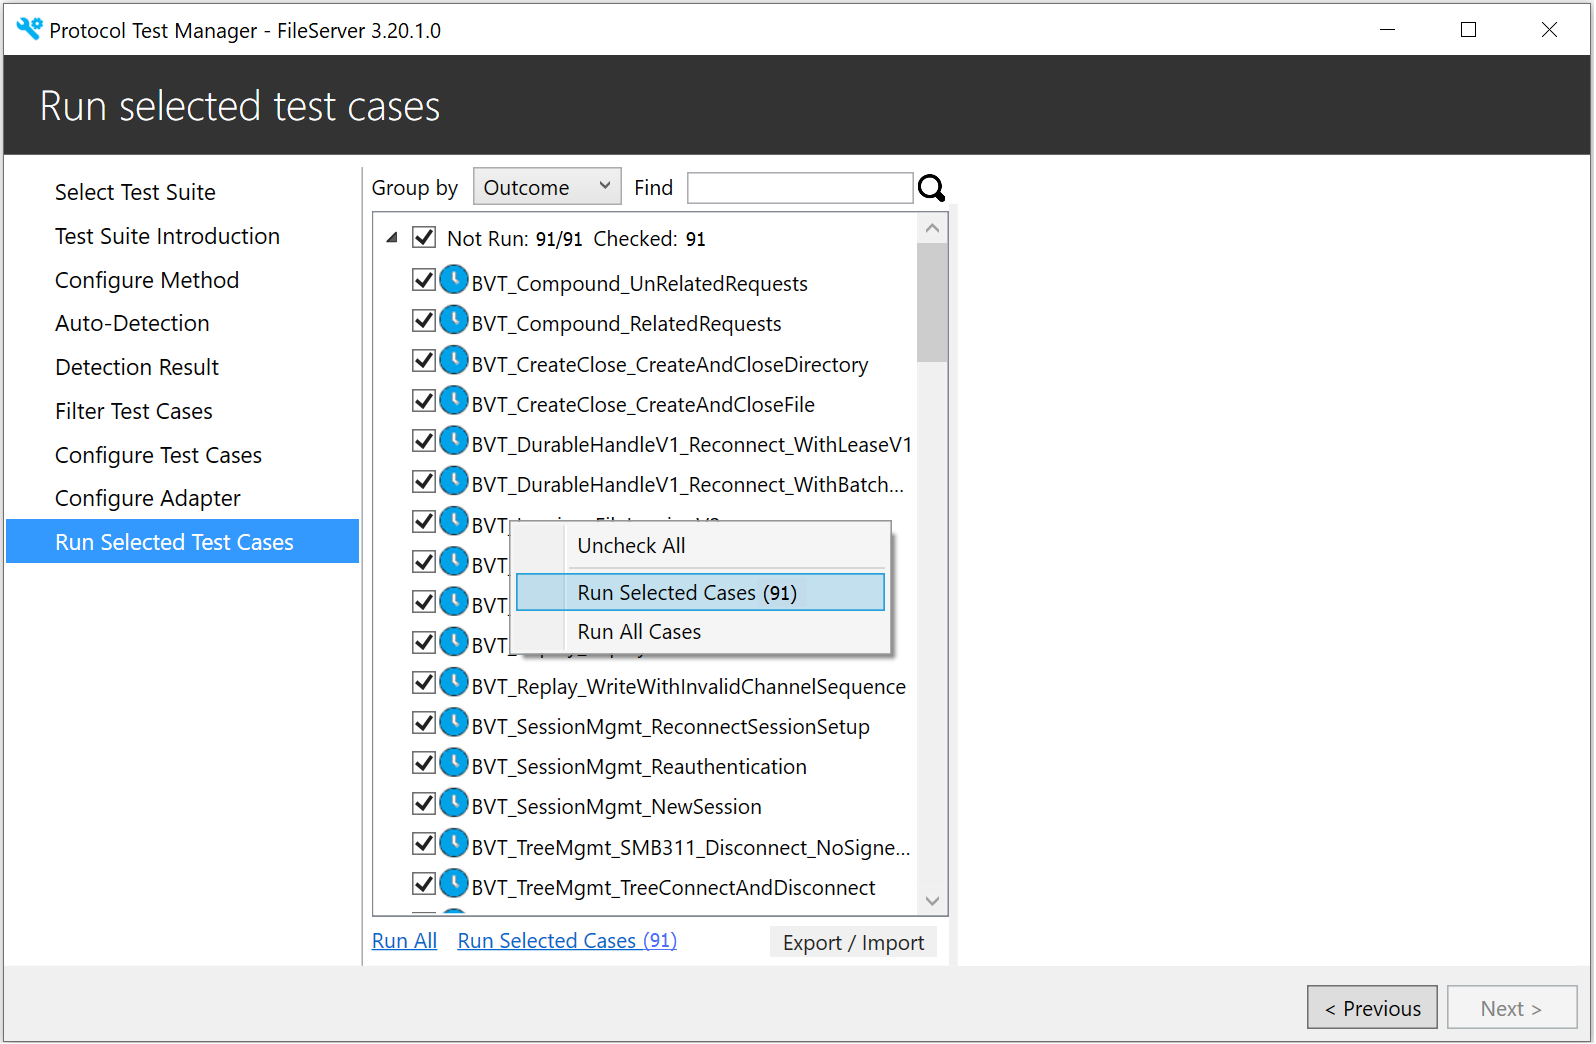 Protocol Test Manager - FileServer 3.20.1.0
Run selected test cases
Select Test Suite
Test Suite Introduction
Configure Method
Auto-Detection
Detection Result
Filter Test Cases
Configure Test Cases
Configure Adapter
Run Selected Test Cases
Group by Outcome Find
Not Run: 91/91 Checked: 91
BVT_Compound_UnRelatedRequests
BVT_Compound_RelatedRequests
BVT_CreateClose_CreateAndCloseDirectory
BVT_CreateClose_CreateAndCloseFile
BVT_DurableHandleV1_Reconnect_WithLeaseV1
BVT_DurableHandleV1_Reconnect_WithBatch...
BVT_
BVT_
BVT_
BVT_
Uncheck All
Run Selected Cases (91)
Run All Cases
BVT_Replay_WriteWithInvalidChannelSequence
BVT_SessionMgmt_ReconnectSessionSetup
BVT_SessionMgmt_Reauthentication
BVT_SessionMgmt_NewSession
BVT_TreeMgmt_SMB311_Disconnect_NoSigne...
BVT_TreeMgmt_TreeConnectAndDisconnect
Run All Run Selected Cases (91) Export / Import
< Previous Next >